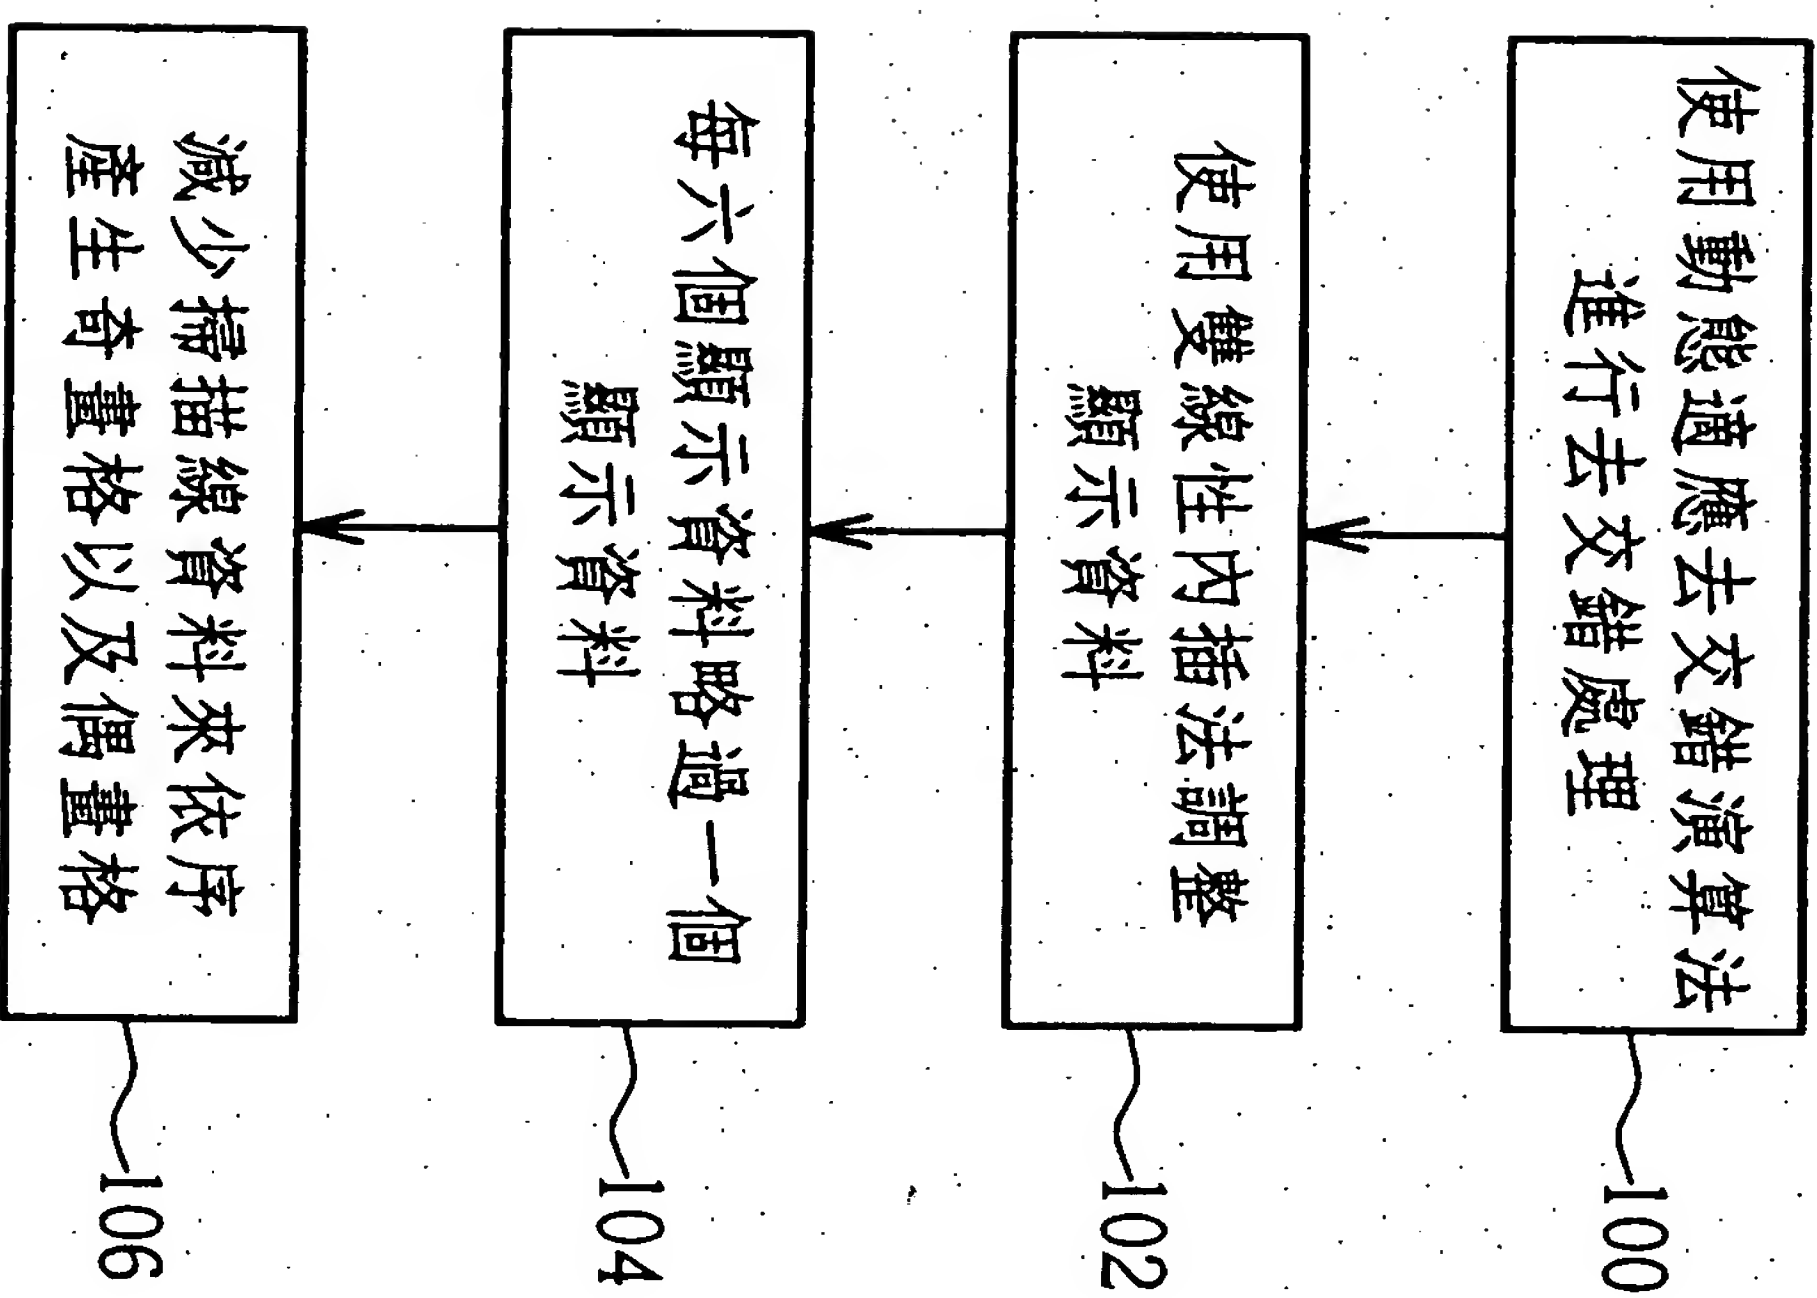 使用動態適應去交錯演算法
進行去交錯處理
100
使用雙線性內插法調整
顯示資料
102
每六個顯示資料略過一個
顯示資料
104
減少掃描線資料來依序
產生奇畫格以及偶畫格
106